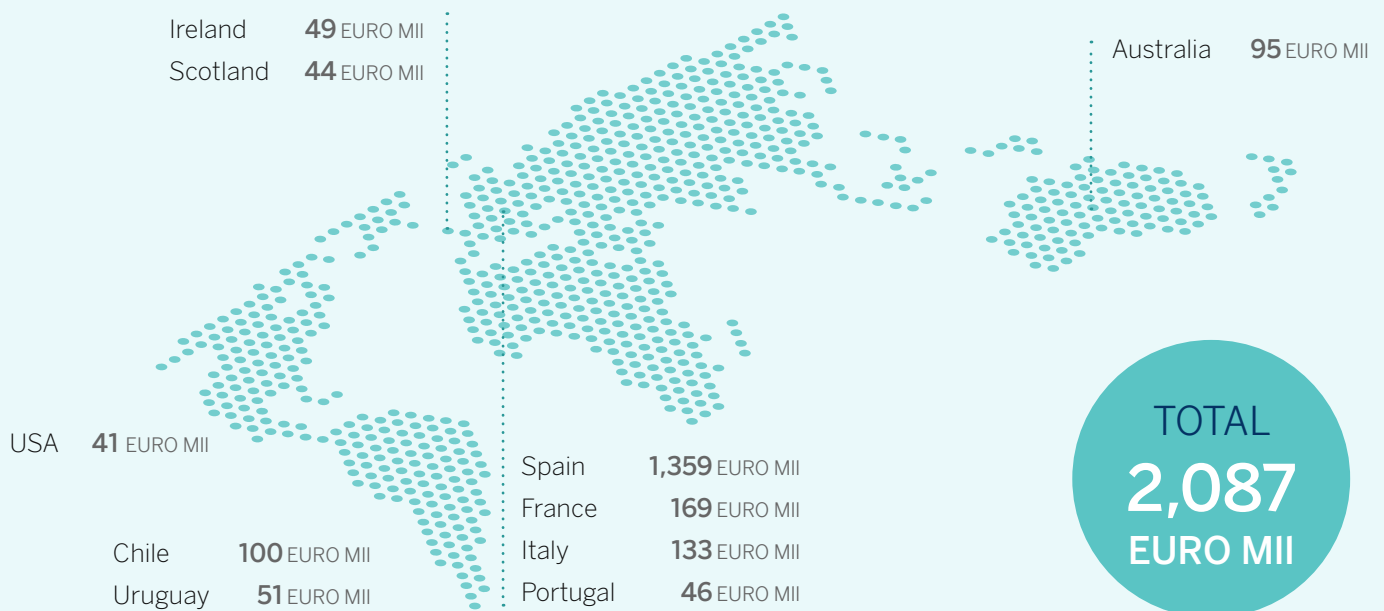 Ireland 49 EURO MII
Scotland 44 EURO MII
Australia 95 EURO MII
USA 41 EURO MII
Chile 100 EURO MII
Uruguay 51 EURO MII
Spain 1,359 EURO MII
France 169 EURO MII
Italy 133 EURO MII
Portugal 46 EURO MII
TOTAL
2,087
EURO MII